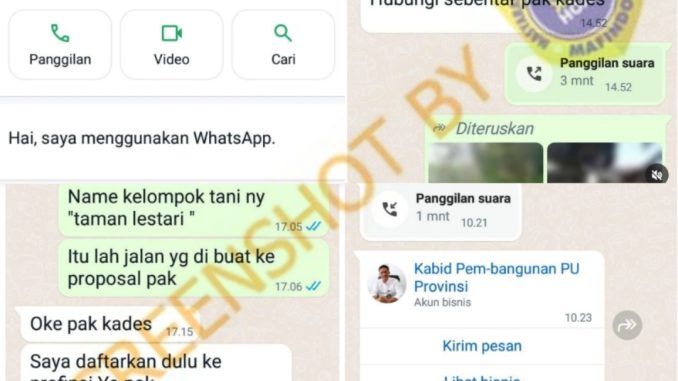 Panggilan
Video
Cari
Hai, saya menggunakan WhatsApp.
Hubungi sebentar pak kades
14.52
Panggilan suara
3 mnt
14.52
Diteruskan
Name kelompok tani ny
"taman lestari "
17.05
Itu lah jalan yg di buat ke
proposal pak
17.06
Oke pak kades
17.15
Saya daftarkan dulu ke
Panggilan suara
1 mnt
10.21
Kabid Pem-bangunan PU
Provinsi
Akun bisnis
10.23
Kirim pesan
Lihat bisnis
SCREENSHOT BY
MAFINDO